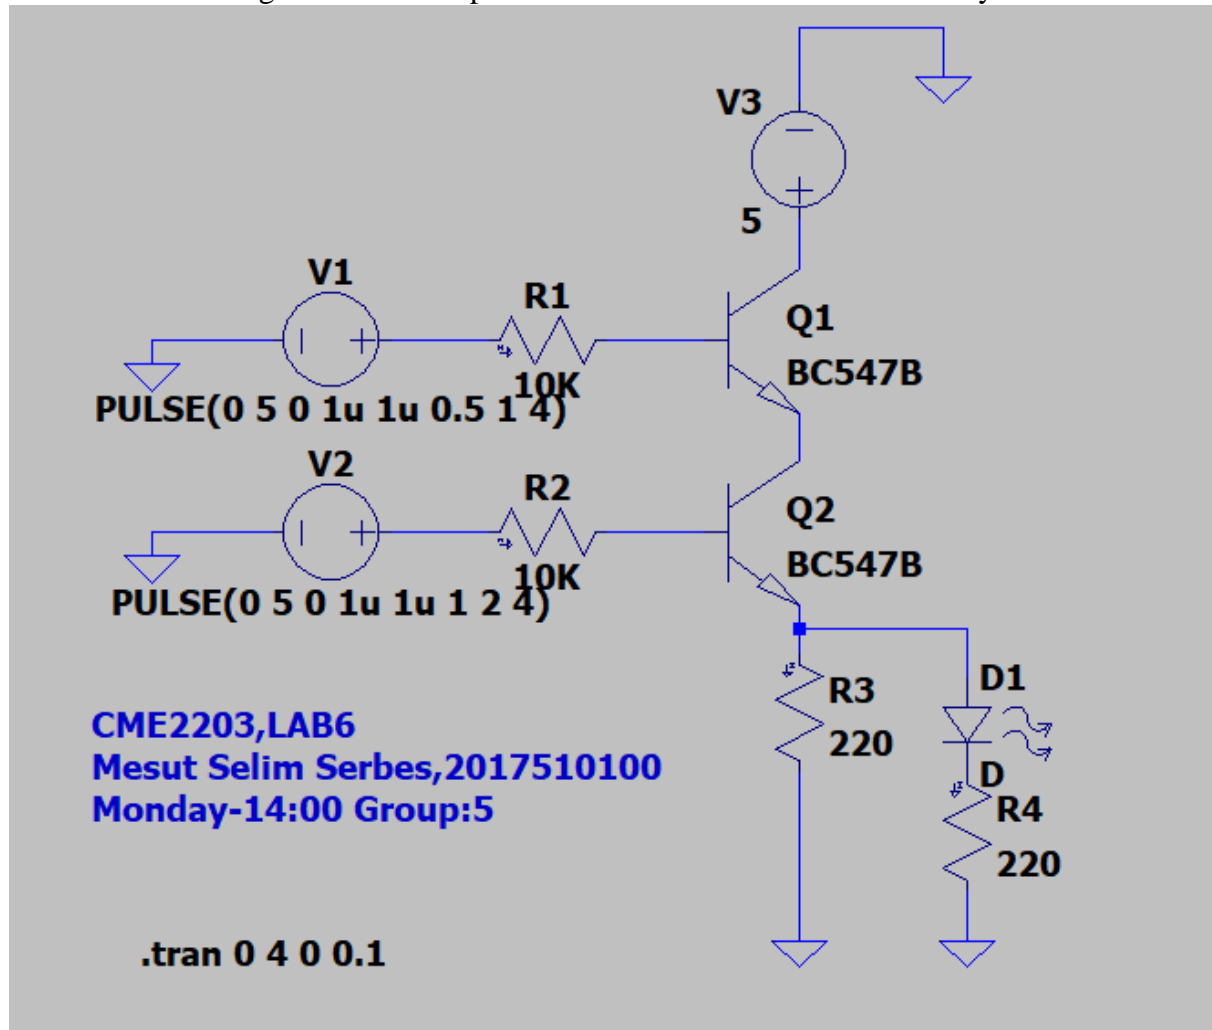 V3
5
V1
R1
10K
PULSE(0 5 0 1u 1u 0.5 1 4)
Q1
BC547B
V2
R2
10K
PULSE(0 5 0 1u 1u 1 2 4)
Q2
BC547B
R3
220
D1
D
R4
220
CME2203,LAB6
Mesut Selim Serbes,2017510100
Monday-14:00 Group:5
.tran 0 4 0 0.1